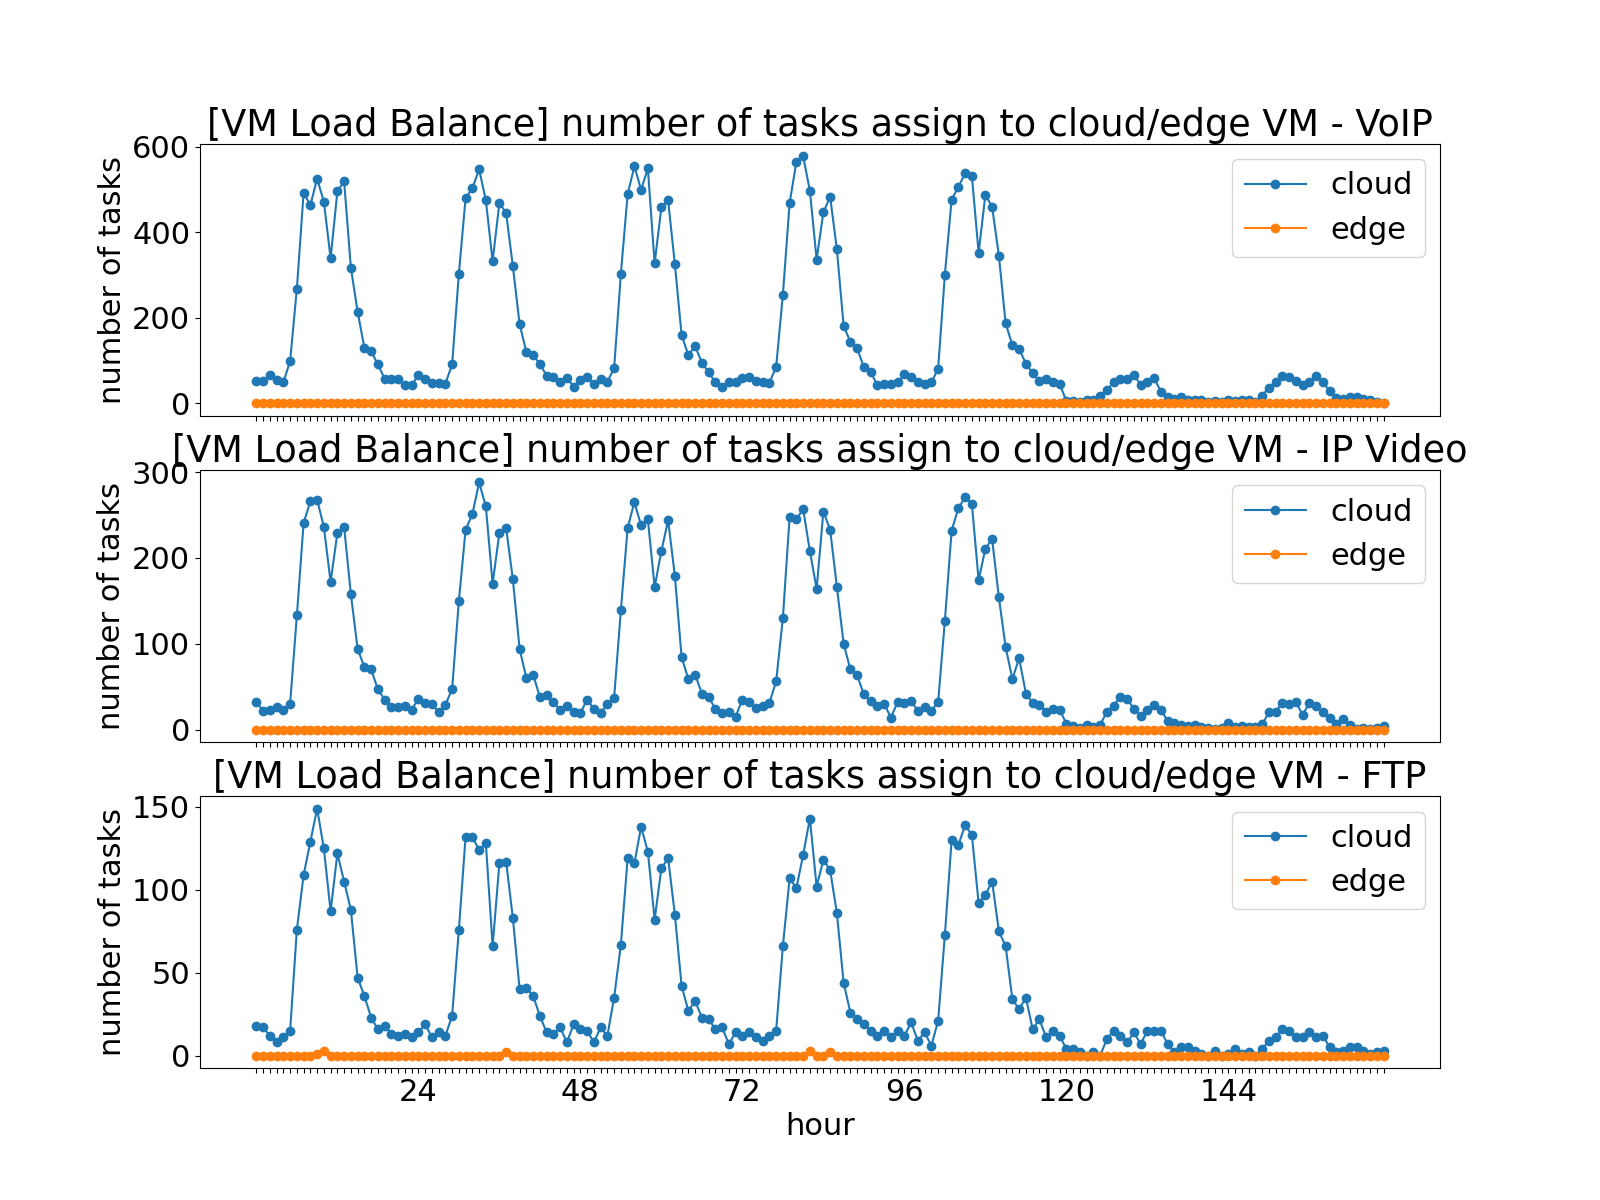 [VM Load Balance] number of tasks assign to cloud/edge VM - VoIP
number of tasks
600
400
200
0
cloud
edge
[VM Load Balance] number of tasks assign to cloud/edge VM - IP Video
number of tasks
300
200
100
0
cloud
edge
[VM Load Balance] number of tasks assign to cloud/edge VM - FTP
number of tasks
150
100
50
0
cloud
edge
24 48 72 96 120 144
hour